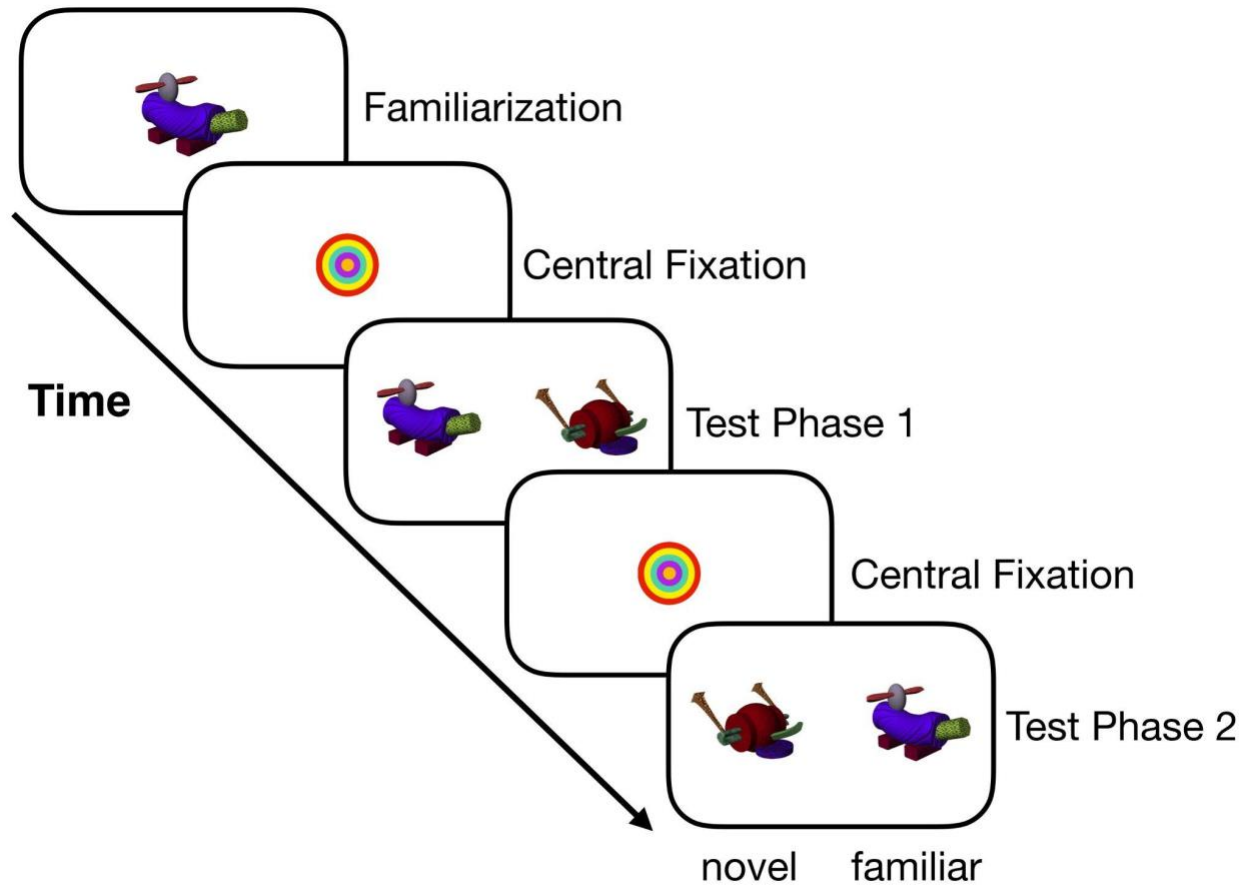 Familiarization
Central Fixation
Time
Test Phase 1
Central Fixation
Test Phase 2
novel familiar